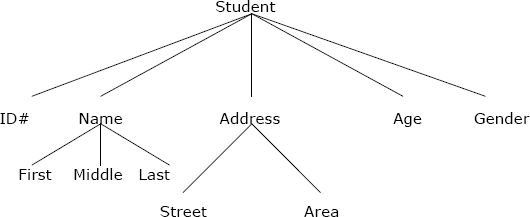 Student
ID# Name Address Age Gender
First Middle Last
Street Area